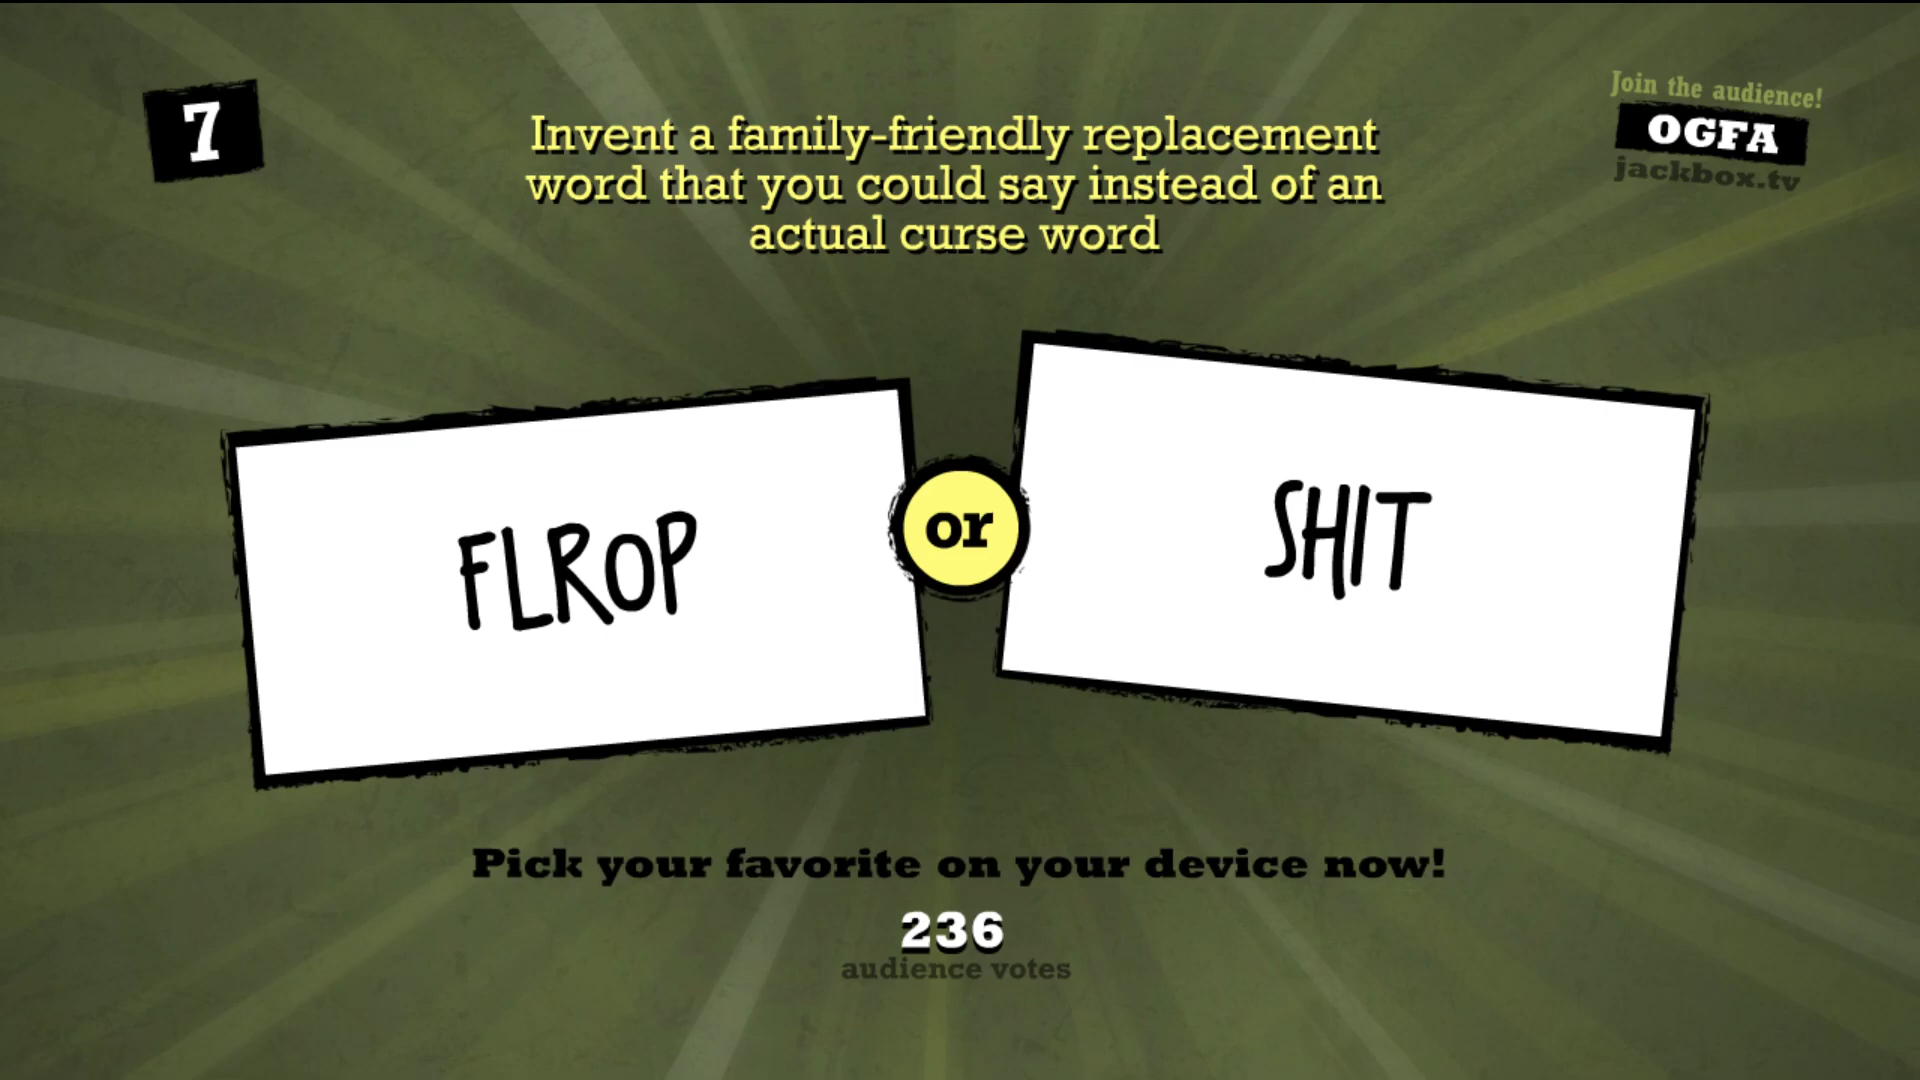 7
Join the audience!
OGFA
jackbox.tv
Invent a family-friendly replacement
word that you could say instead of an
actual curse word
FLROP
or
SHIT
Pick your favorite on your device now!
236
audience votes